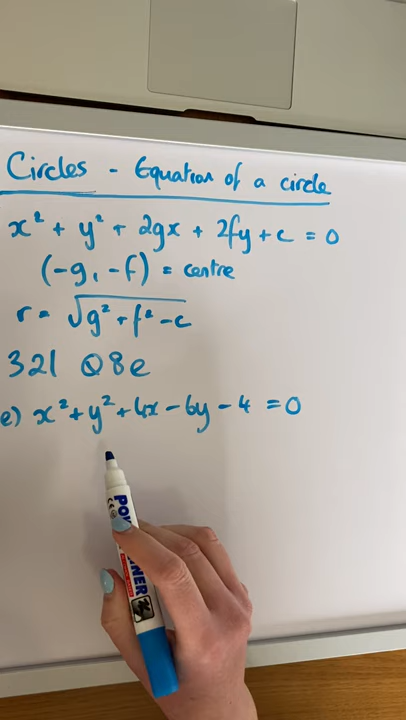 Circles - Equation of a circle
x² + y² + 2gx + 2fy + c = 0
(-g, -f) = centre
r = √g² + f² - c
321 Q8e
e) x² + y² + 4x - 6y - 4 = 0